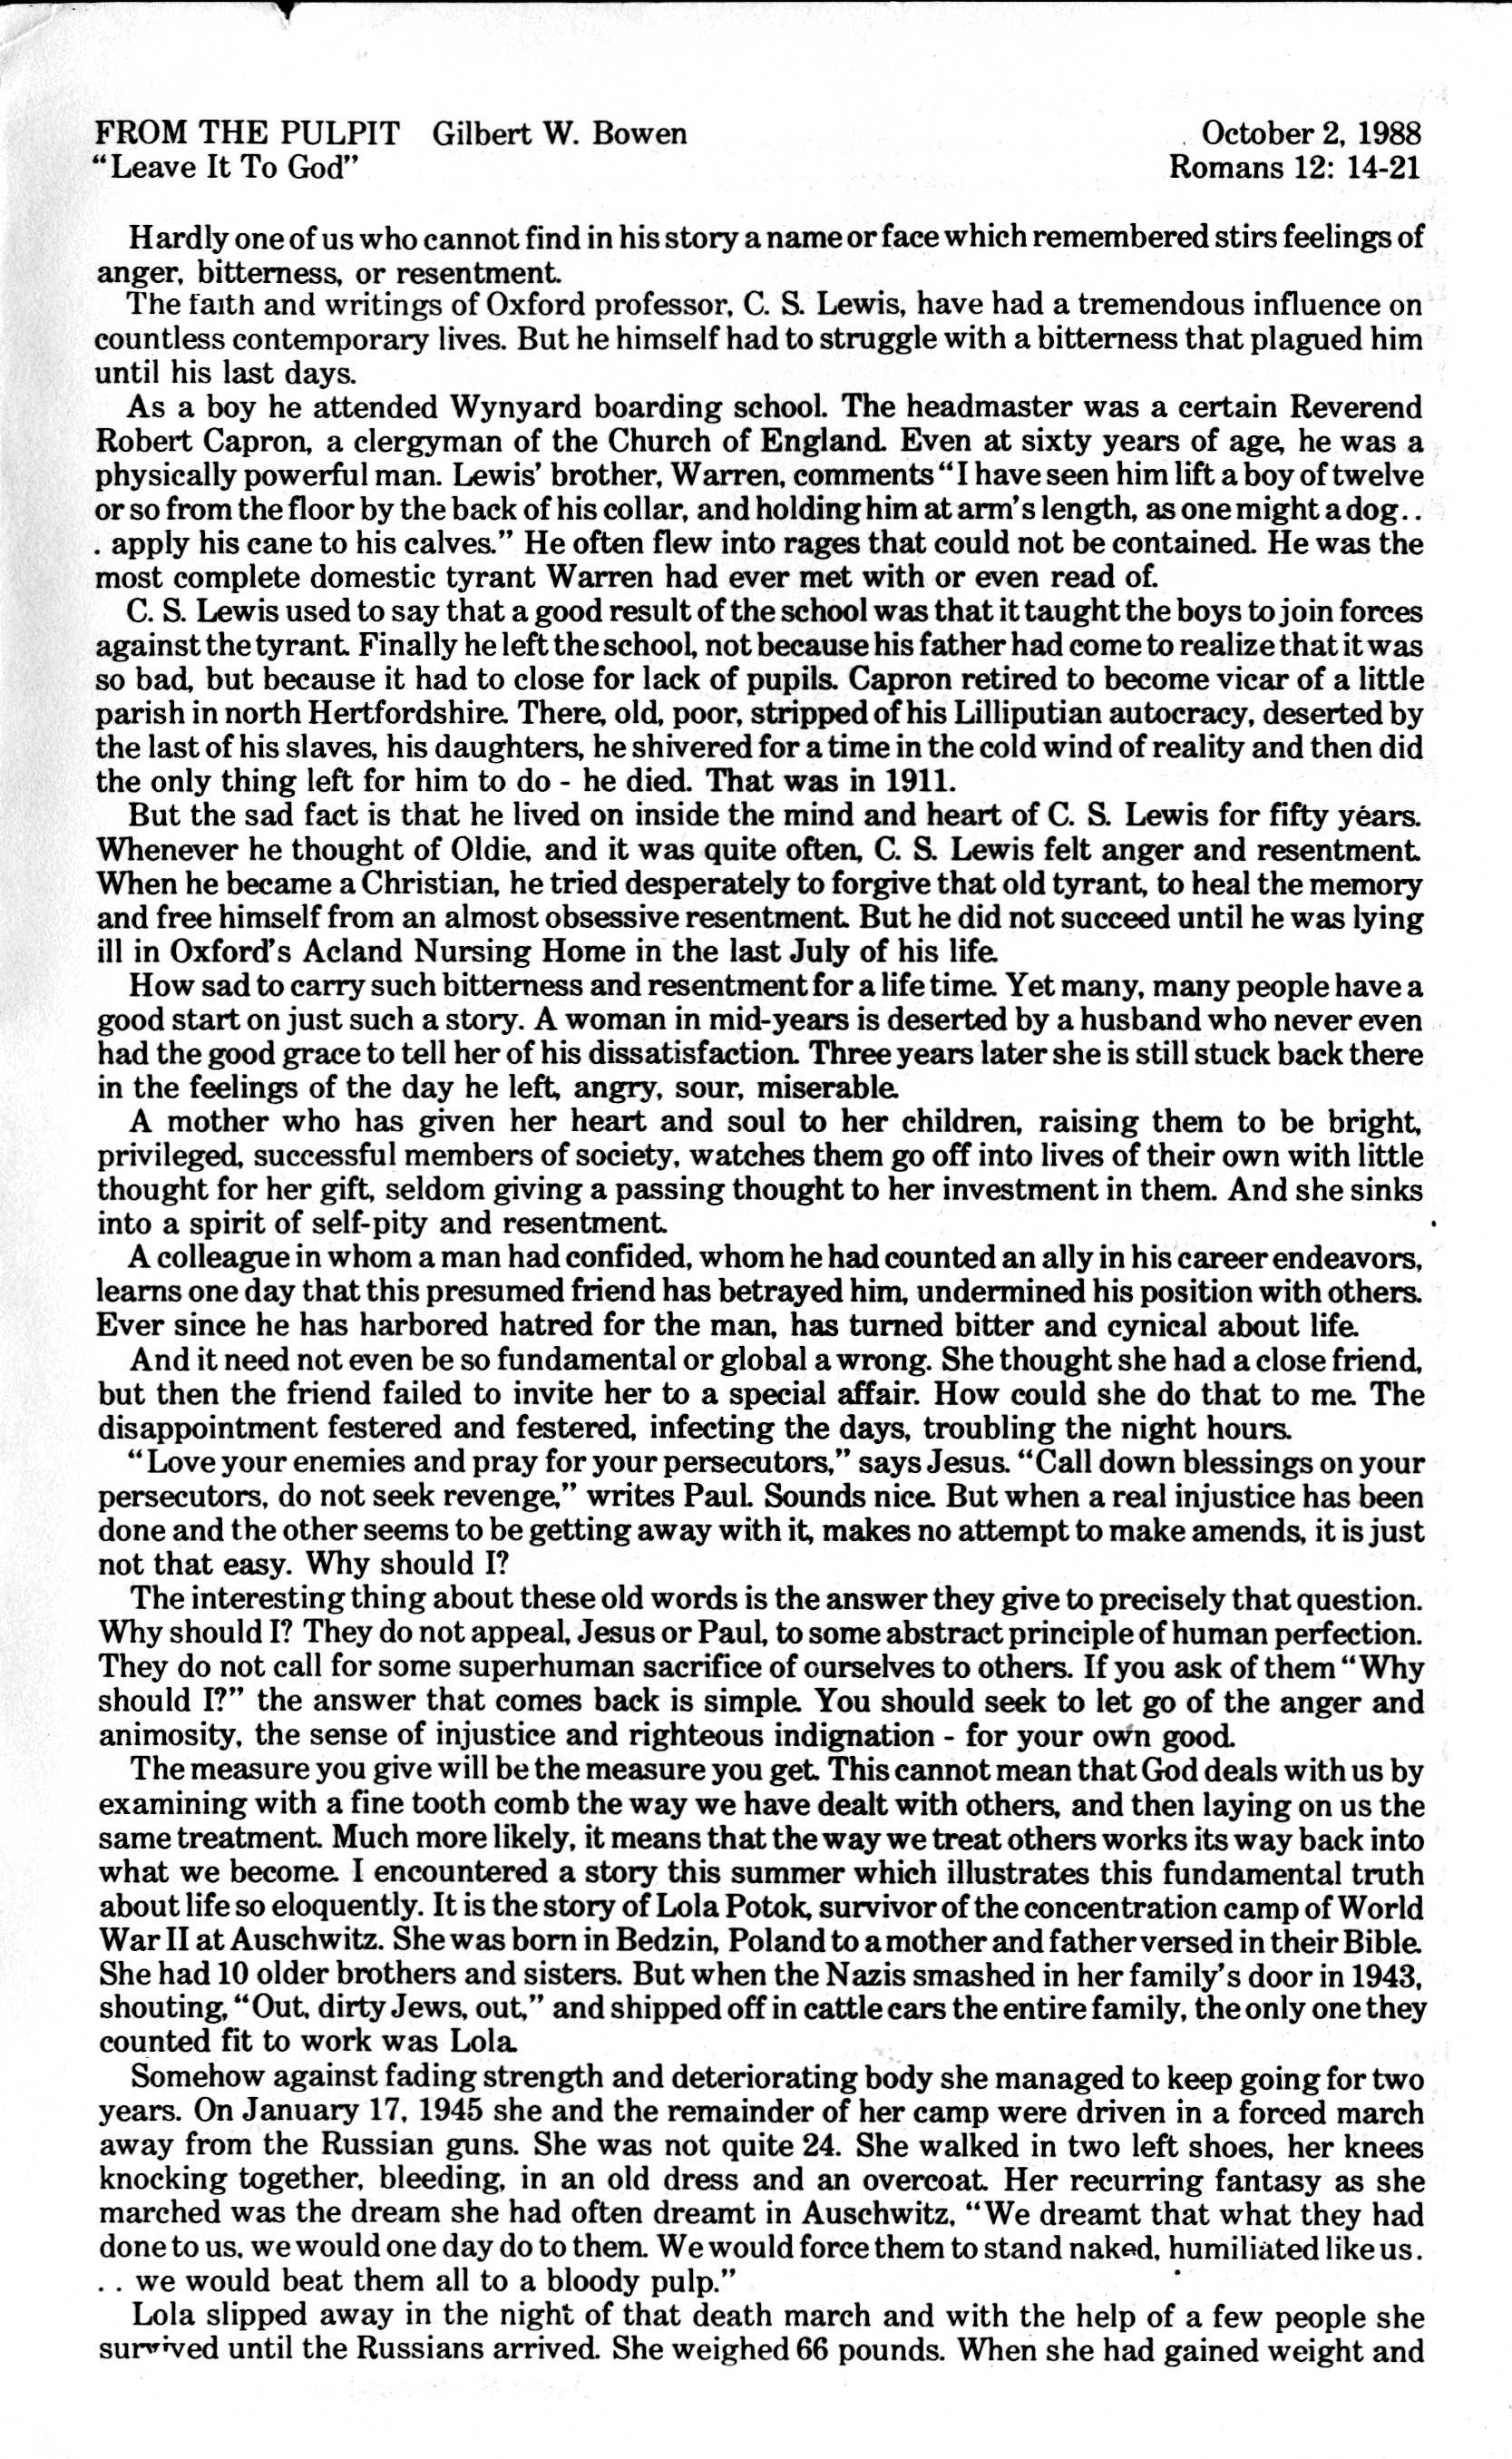 FROM THE PULPIT Gilbert W. Bowen October 2, 1988
“Leave It To God” Romans 12: 14-21
Hardly one of us who cannot find in his story a name or face which remembered stirs feelings of
anger, bitterness, or resentment.
The faith and writings of Oxford professor, C. S. Lewis, have had a tremendous influence on
countless contemporary lives. But he himself had to struggle with a bitterness that plagued him
until his last days.
As a boy he attended Wynyard boarding school. The headmaster was a certain Reverend
Robert Capron, a clergyman of the Church of England. Even at sixty years of age, he was a
physically powerful man. Lewis’ brother, Warren, comments “I have seen him lift a boy of twelve
or so from the floor by the back of his collar, and holding him at arm’s length, as one might a dog . .
. apply his cane to his calves.” He often flew into rages that could not be contained. He was the
most complete domestic tyrant Warren had ever met with or even read of.
C. S. Lewis used to say that a good result of the school was that it taught the boys to join forces
against the tyrant. Finally he left the school, not because his father had come to realize that it was
so bad, but because it had to close for lack of pupils. Capron retired to become vicar of a little
parish in north Hertfordshire. There, old, poor, stripped of his Lilliputian autocracy, deserted by
the last of his slaves, his daughters, he shivered for a time in the cold wind of reality and then did
the only thing left for him to do - he died. That was in 1911.
But the sad fact is that he lived on inside the mind and heart of C. S. Lewis for fifty years.
Whenever he thought of Oldie, and it was quite often, C. S. Lewis felt anger and resentment.
When he became a Christian, he tried desperately to forgive that old tyrant, to heal the memory
and free himself from an almost obsessive resentment. But he did not succeed until he was lying
ill in Oxford’s Acland Nursing Home in the last July of his life.
How sad to carry such bitterness and resentment for a life time. Yet many, many people have a
good start on just such a story. A woman in mid-years is deserted by a husband who never even
had the good grace to tell her of his dissatisfaction. Three years later she is still stuck back there
in the feelings of the day he left, angry, sour, miserable.
A mother who has given her heart and soul to her children, raising them to be bright,
privileged, successful members of society, watches them go off into lives of their own with little
thought for her gift, seldom giving a passing thought to her investment in them. And she sinks
into a spirit of self-pity and resentment.
A colleague in whom a man had confided, whom he had counted an ally in his career endeavors,
learns one day that this presumed friend has betrayed him, undermined his position with others.
Ever since he has harbored hatred for the man, has turned bitter and cynical about life.
And it need not even be so fundamental or global a wrong. She thought she had a close friend,
but then the friend failed to invite her to a special affair. How could she do that to me. The
disappointment festered and festered, infecting the days, troubling the night hours.
“Love your enemies and pray for your persecutors,” says Jesus. “Call down blessings on your
persecutors, do not seek revenge,” writes Paul. Sounds nice. But when a real injustice has been
done and the other seems to be getting away with it, makes no attempt to make amends, it is just
not that easy. Why should I?
The interesting thing about these old words is the answer they give to precisely that question.
Why should I? They do not appeal, Jesus or Paul, to some abstract principle of human perfection.
They do not call for some superhuman sacrifice of ourselves to others. If you ask of them “Why
should I?” the answer that comes back is simple. You should seek to let go of the anger and
animosity, the sense of injustice and righteous indignation - for your own good.
The measure you give will be the measure you get. This cannot mean that God deals with us by
examining with a fine tooth comb the way we have dealt with others, and then laying on us the
same treatment. Much more likely, it means that the way we treat others works its way back into
what we become. I encountered a story this summer which illustrates this fundamental truth
about life so eloquently. It is the story of Lola Potok, survivor of the concentration camp of World
War II at Auschwitz. She was born in Bedzin, Poland to a mother and father versed in their Bible.
She had 10 older brothers and sisters. But when the Nazis smashed in her family’s door in 1943,
shouting, “Out, dirty Jews, out,” and shipped off in cattle cars the entire family, the only one they
counted fit to work was Lola.
Somehow against fading strength and deteriorating body she managed to keep going for two
years. On January 17, 1945 she and the remainder of her camp were driven in a forced march
away from the Russian guns. She was not quite 24. She walked in two left shoes, her knees
knocking together, bleeding, in an old dress and an overcoat. Her recurring fantasy as she
marched was the dream she had often dreamt in Auschwitz, “We dreamt that what they had
done to us, we would one day do to them. We would force them to stand naked, humiliated like us .
. . we would beat them all to a bloody pulp.”
Lola slipped away in the night of that death march and with the help of a few people she
survived until the Russians arrived. She weighed 66 pounds. When she had gained weight and